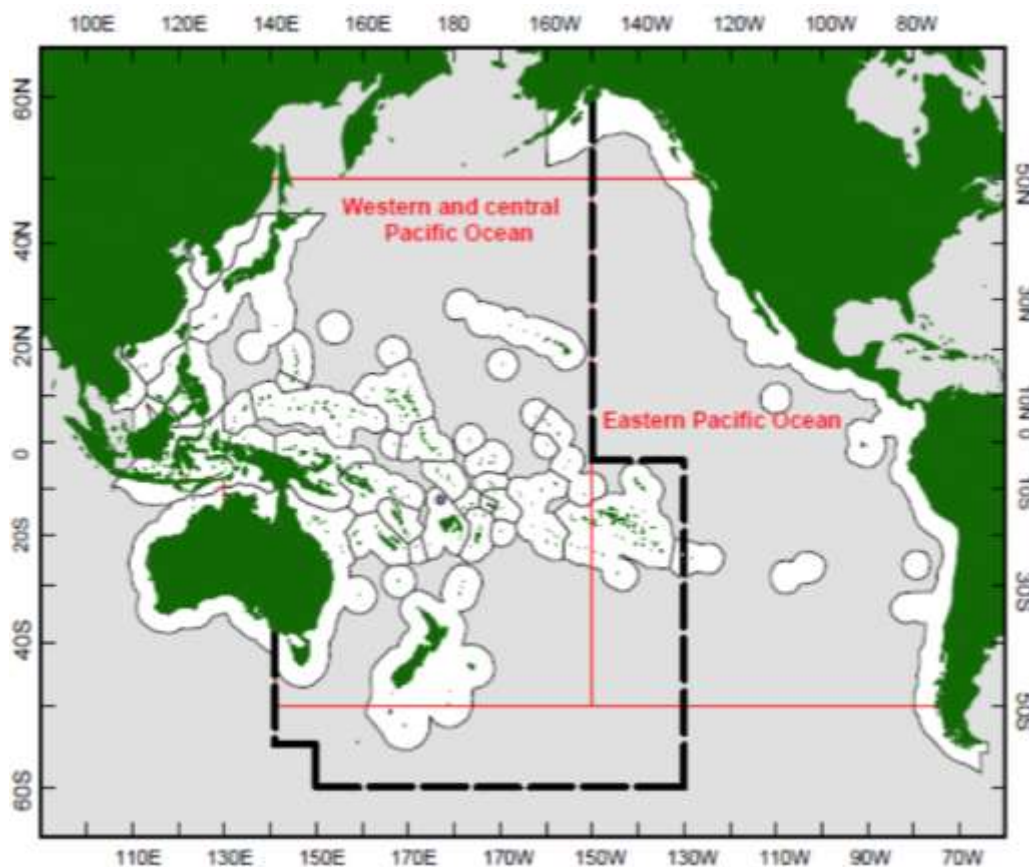 100E 120E 140E 160E 180 160W 140W 120W 100W 80W
60N
50N
Western and central
Pacific Ocean
40N
30N
20N
10N
Eastern Pacific Ocean
0
0
10S
20S
30S
40S
50S
60S
110E 130E 150E 170E 170W 150W 130W 110W 90W 70W